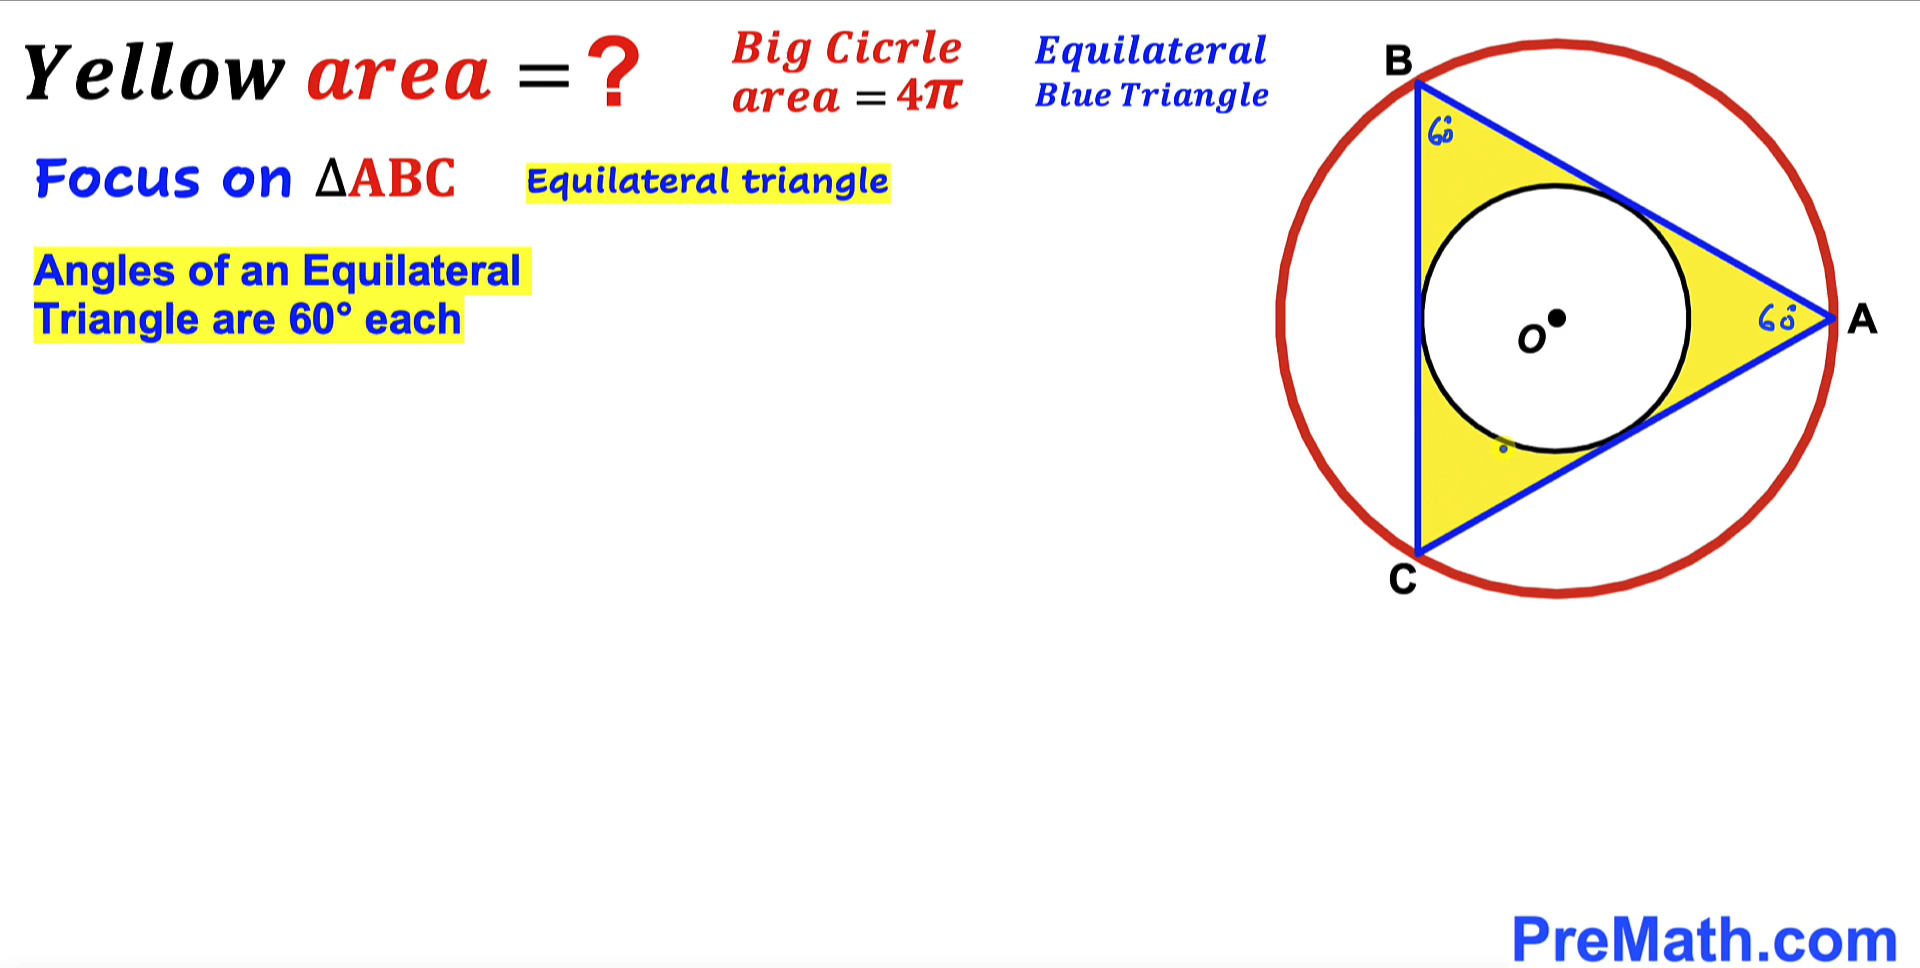 Yellow area = ?
Big Cicrle
area = 4π
Equilateral
Blue Triangle
Focus on ΔABC
Equilateral triangle
Angles of an Equilateral
Triangle are 60° each
B
60°
60°
A
O
C
PreMath.com